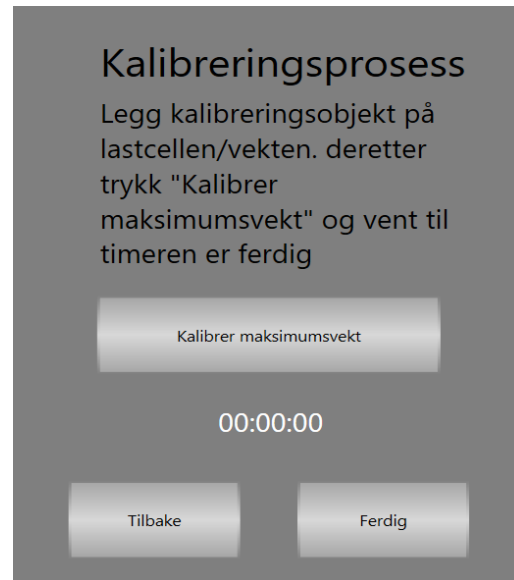 Kalibreringsprosess
Legg kalibreringsobjekt på
lastcellen/vekten. deretter
trykk "Kalibrer
maksimumsvekt" og vent til
timeren er ferdig
Kalibrer maksimumsvekt
00:00:00
Tilbake
Ferdig